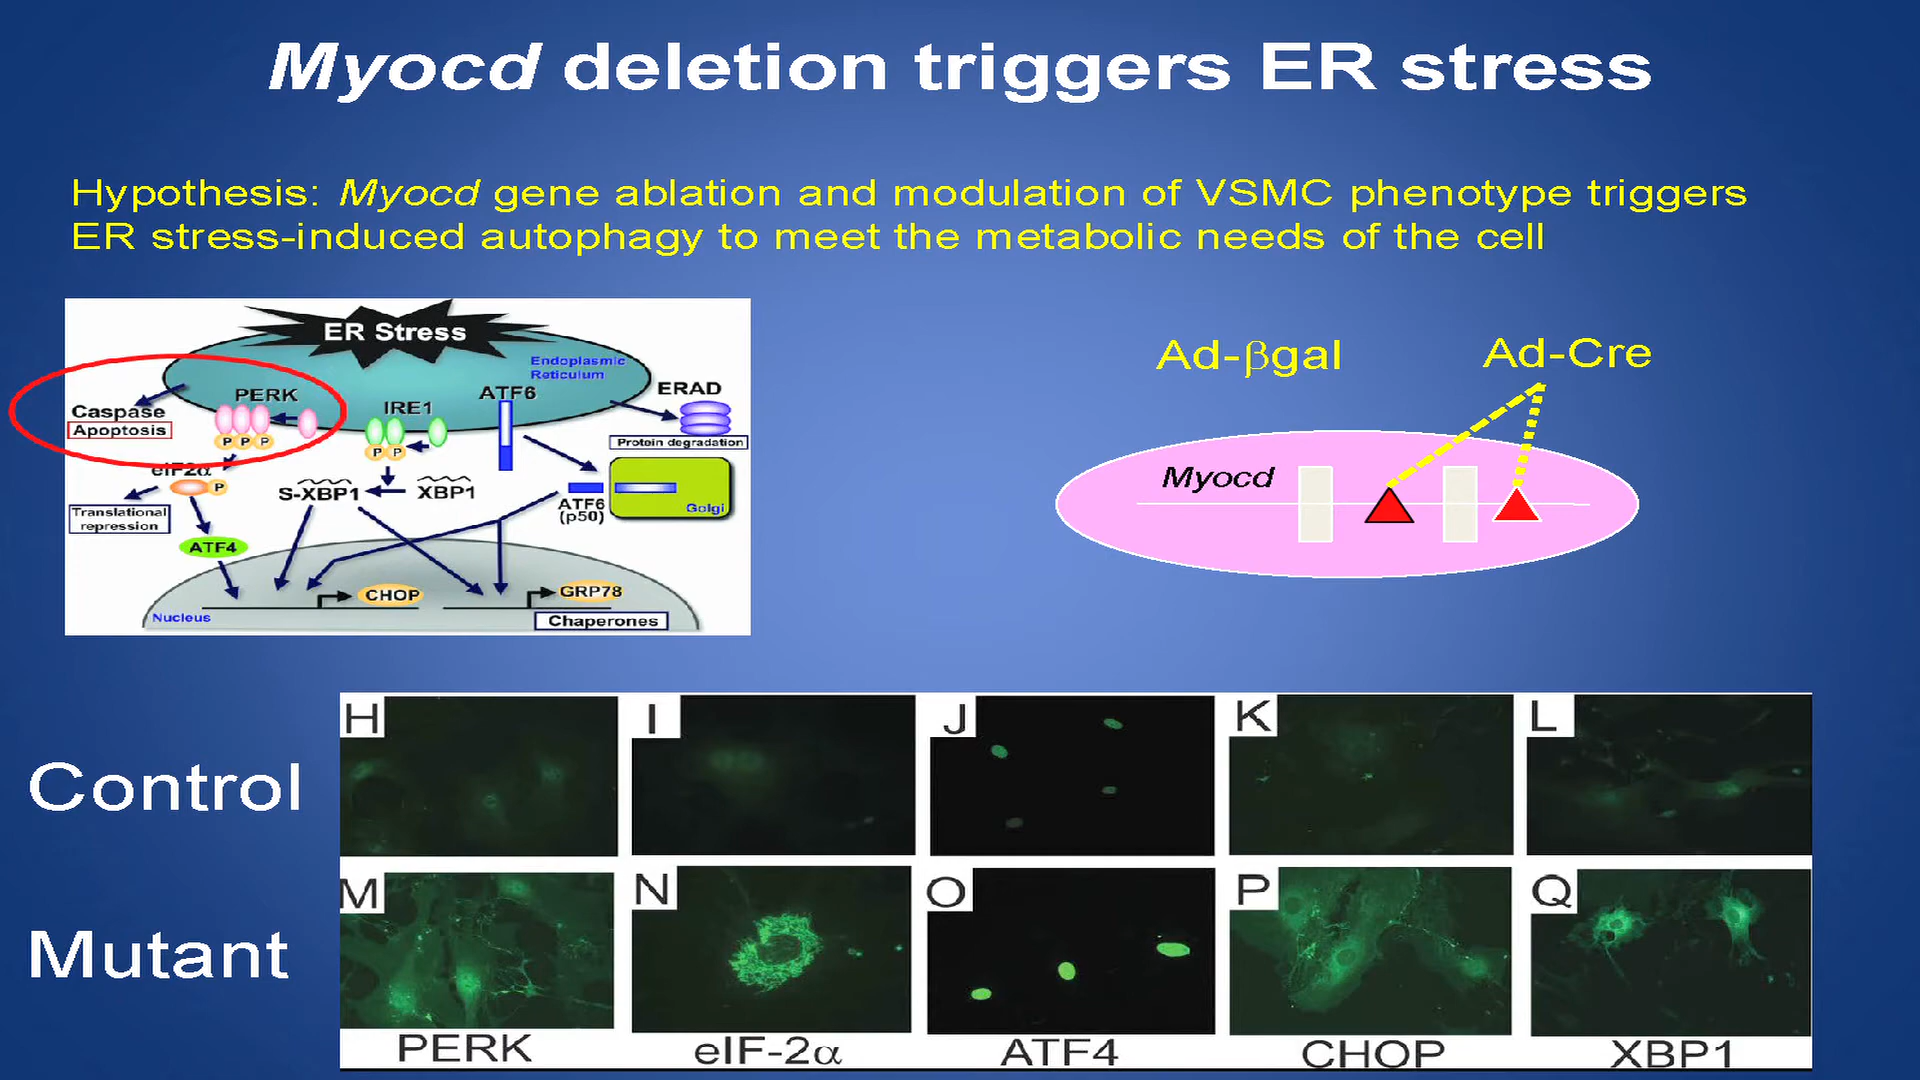 Myocd deletion triggers ER stress
Hypothesis: Myocd gene ablation and modulation of VSMC phenotype triggers
ER stress-induced autophagy to meet the metabolic needs of the cell
ER Stress
Endoplasmic
Reticulum
PERK
Caspase
Apoptosis
P P P
IRE1
P P
ATF6
ERAD
Protein degradation
eIF2α
P
Translational
repression
ATF4
S-XBP1
XBP1
ATF6
(p50)
Golgi
CHOP
GRP78
Nucleus
Chaperones
Ad-βgal
Ad-Cre
Myocd
Control
H I J K L
Mutant
M N O P Q
PERK eIF-2α ATF4 CHOP XBP1